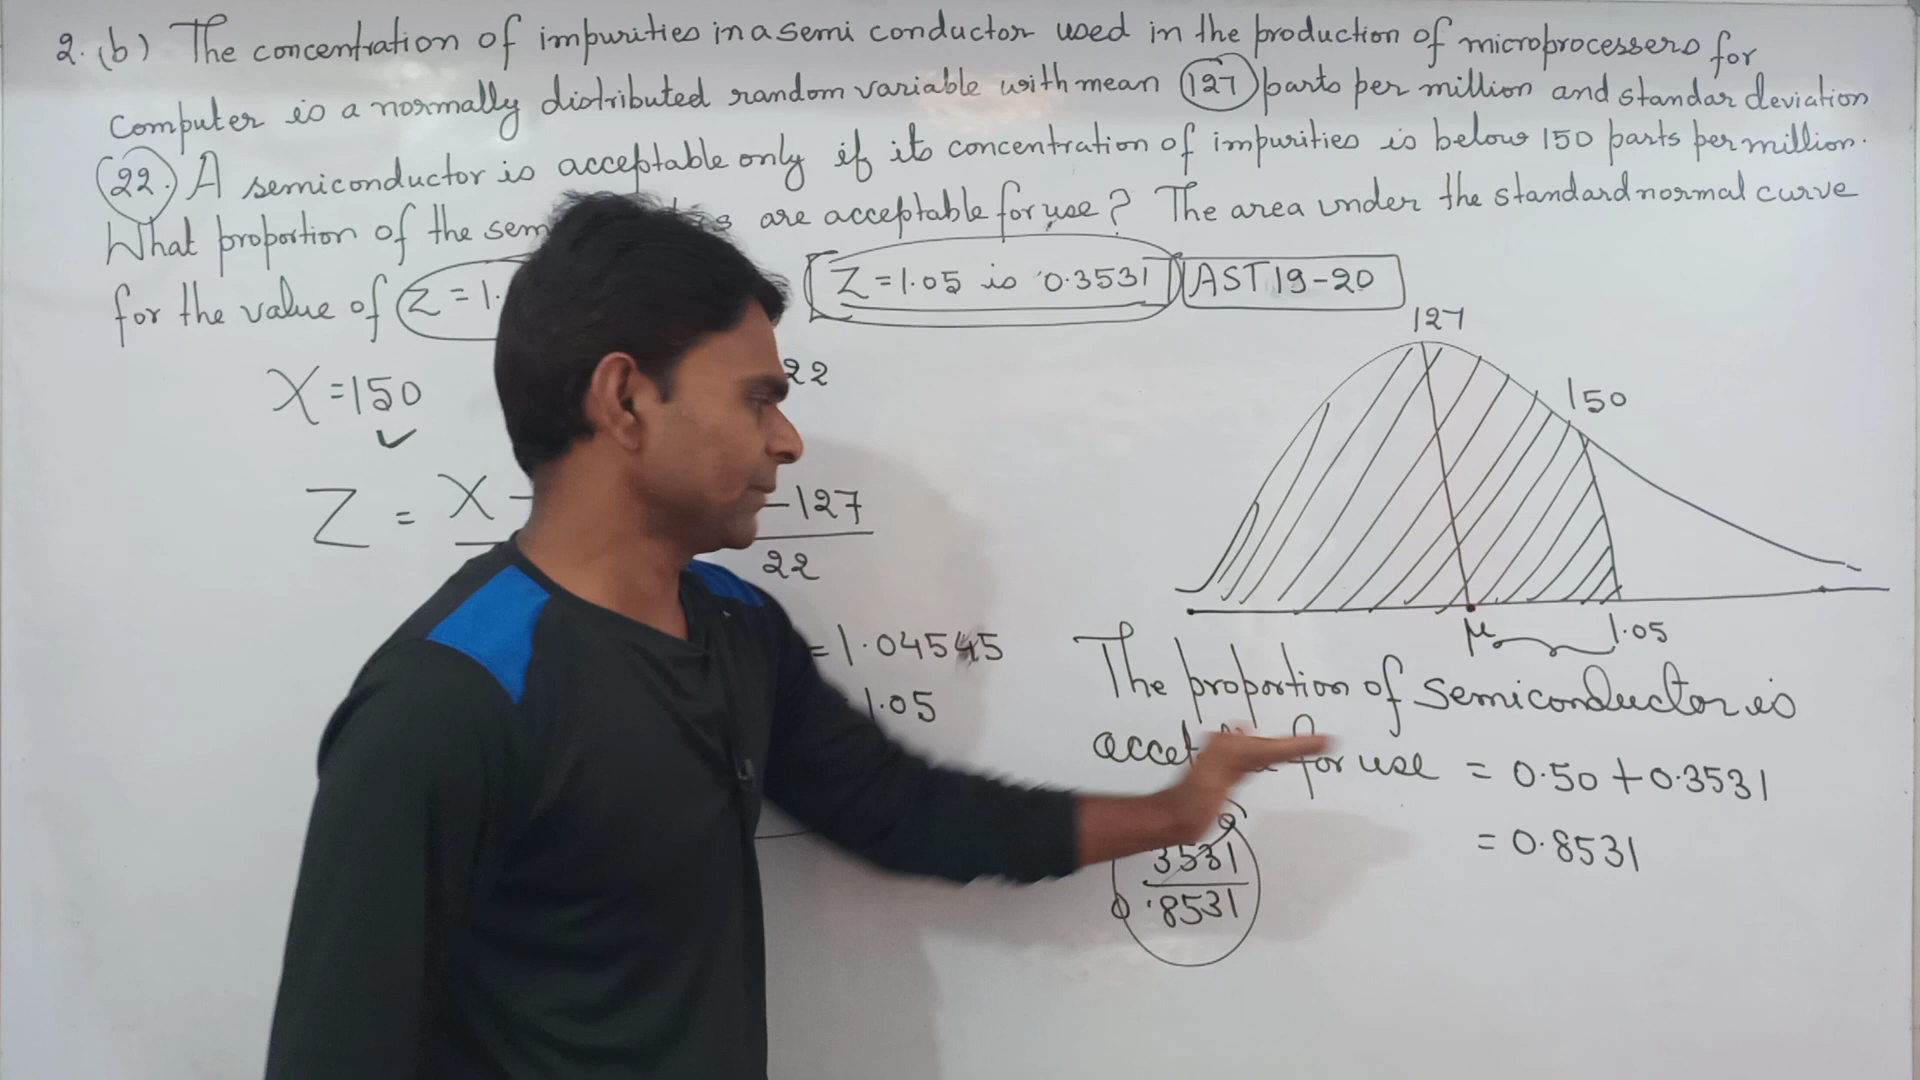 2. (b) The concentration of impurities in a semi conductor used in the production of microprocessers for
Computer is a normally distributed random variable with mean 127 parts per million and standar deviation
22. A semiconductor is acceptable only if its concentration of impurities is below 150 parts per million.
What proportion of the sem are acceptable for use? The area under the standard normal curve
for the value of Z = 1. Z = 1.05 is 0.3531 AST 19-20
127
X = 150 22
150
Z = X - - 127
22
μ 1.05
= 1.04545
1.05
The proportion of Semiconductor is
for use = 0.50 + 0.3531
= 0.8531
3531
0.8531